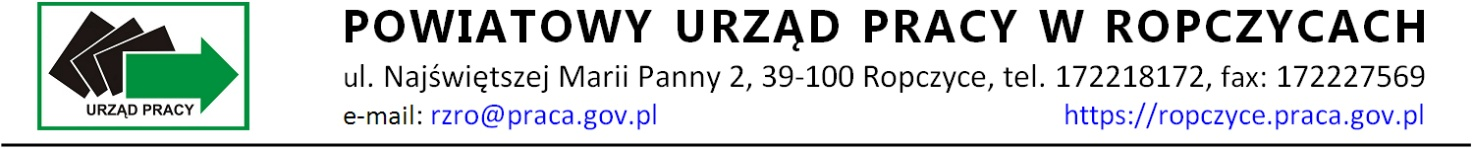 POWIATOWY URZĄD PRACY W ROPCZYCACH
ul. Najświętszej Marii Panny 2, 39-100 Ropczyce, tel. 172218172, fax: 172227569
e-mail: rzro@praca.gov.pl https://ropczyce.praca.gov.pl
URZĄD PRACY